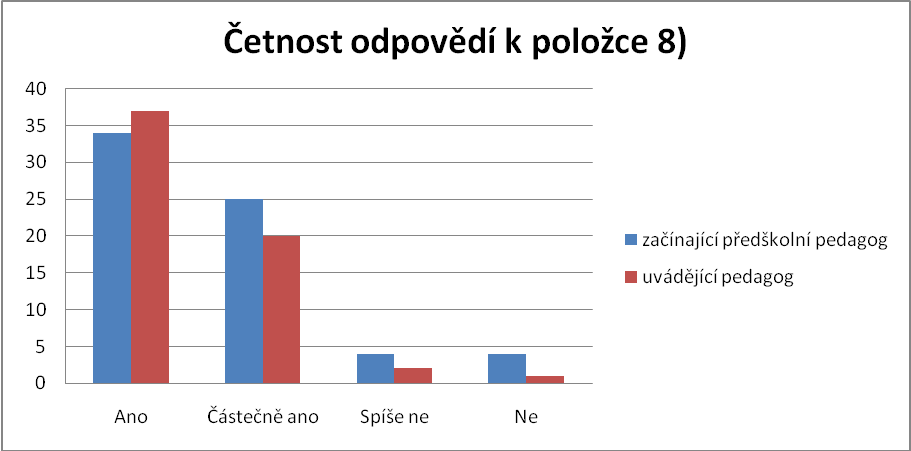 Četnost odpovědí k položce 8)
40
35
30
25
20
15
10
5
0
Ano Částečně ano Spíše ne Ne
začínající předškolní pedagog
uvádějící pedagog